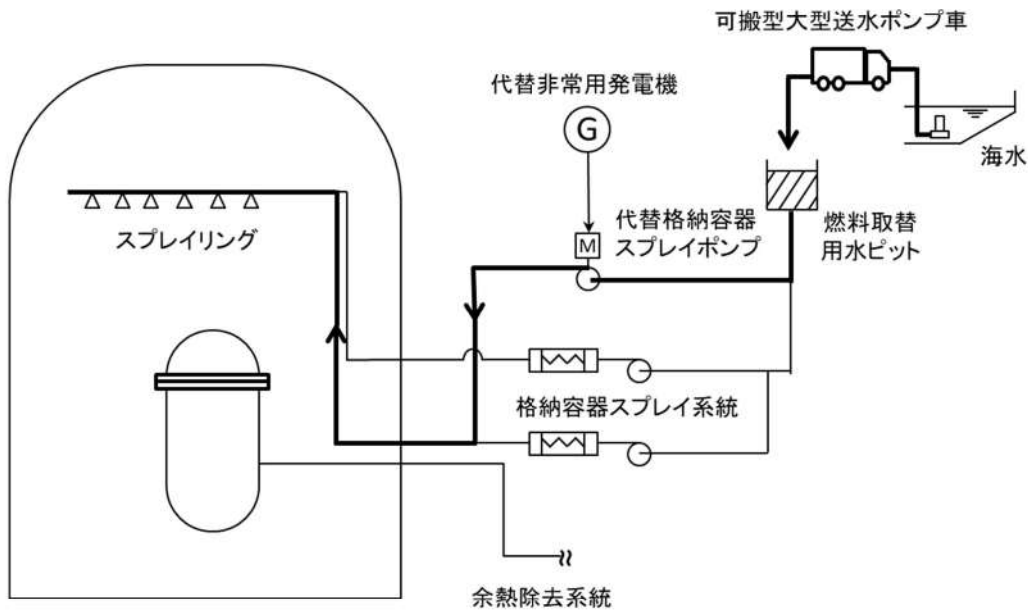 可搬型大型送水ポンプ車
代替非常用発電機
G
海水
代替格納容器
スプレイポンプ
M
燃料取替
用水ピット
スプレイリング
格納容器スプレイ系統
余熱除去系統